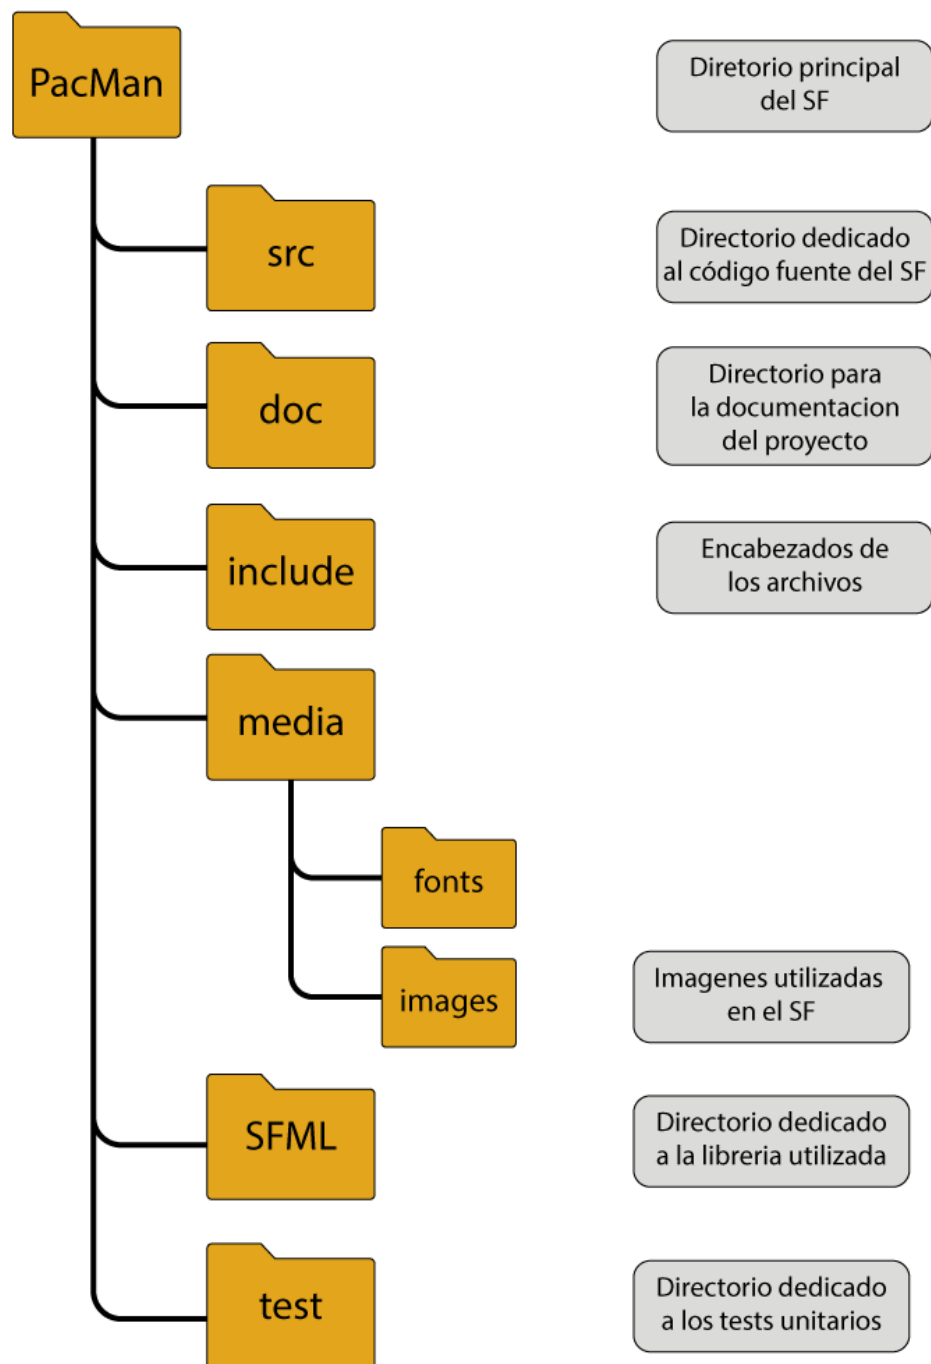 PacMan
Diretorio principal
del SF
src
Directorio dedicado
al código fuente del SF
doc
Directorio para
la documentacion
del proyecto
include
Encabezados de
los archivos
media
fonts
images
Imagenes utilizadas
en el SF
SFML
Directorio dedicado
a la libreria utilizada
test
Directorio dedicado
a los tests unitarios